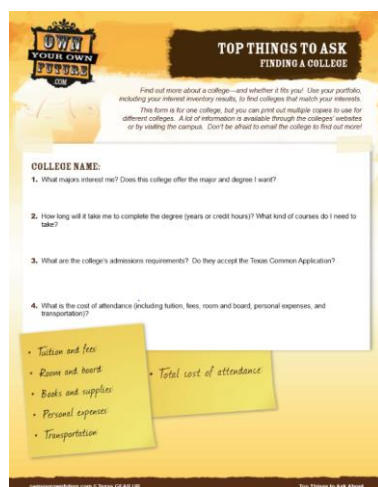 OWN
YOUR OWN
FUTURE
.COM
TOP THINGS TO ASK
FINDING A COLLEGE
Find out more about a college—and whether it fits you! Use your portfolio,
including your interest inventory results, to find colleges that match your interests.
This form is for one college, but you can print out multiple copies to use for
different colleges. A lot of information is available through the colleges' websites
or by visiting the campus. Don't be afraid to email the college to find out more!
COLLEGE NAME:
1. What majors interest me? Does this college offer the major and degree I want?
2. How long will it take me to complete the degree (years or credit hours)? What kind of courses do I need to
take?
3. What are the college's admissions requirements? Do they accept the Texas Common Application?
4. What is the cost of attendance (including tuition, fees, room and board, personal expenses, and
transportation)?
• Tuition and fees
• Room and board
• Books and supplies
• Personal expenses
• Transportation
• Total cost of attendance
Top Things to Ask About